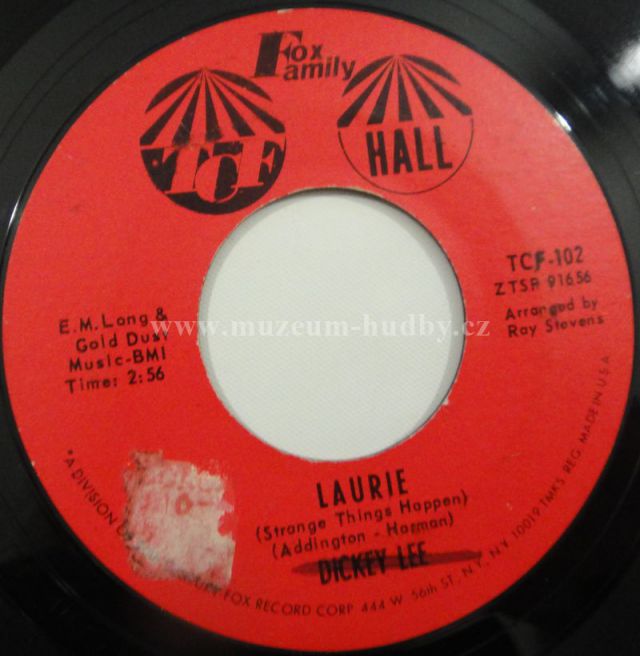 Fox
Family
TCF
HALL
TCF-102
ZTSP 91656
Arranged by
Ray Stevens
E.M. Long &
Gold Dust
Music-BMI
Time: 2:56
www.muzeum-hudby.cz
LAURIE
(Strange Things Happen)
(Addington - Harman)
DICKEY LEE
*A DIVISION FOX RECORD CORP 444 W. 56th ST, N.Y., N.Y. 10019 TMKS. REG. MADE IN U.S.A.